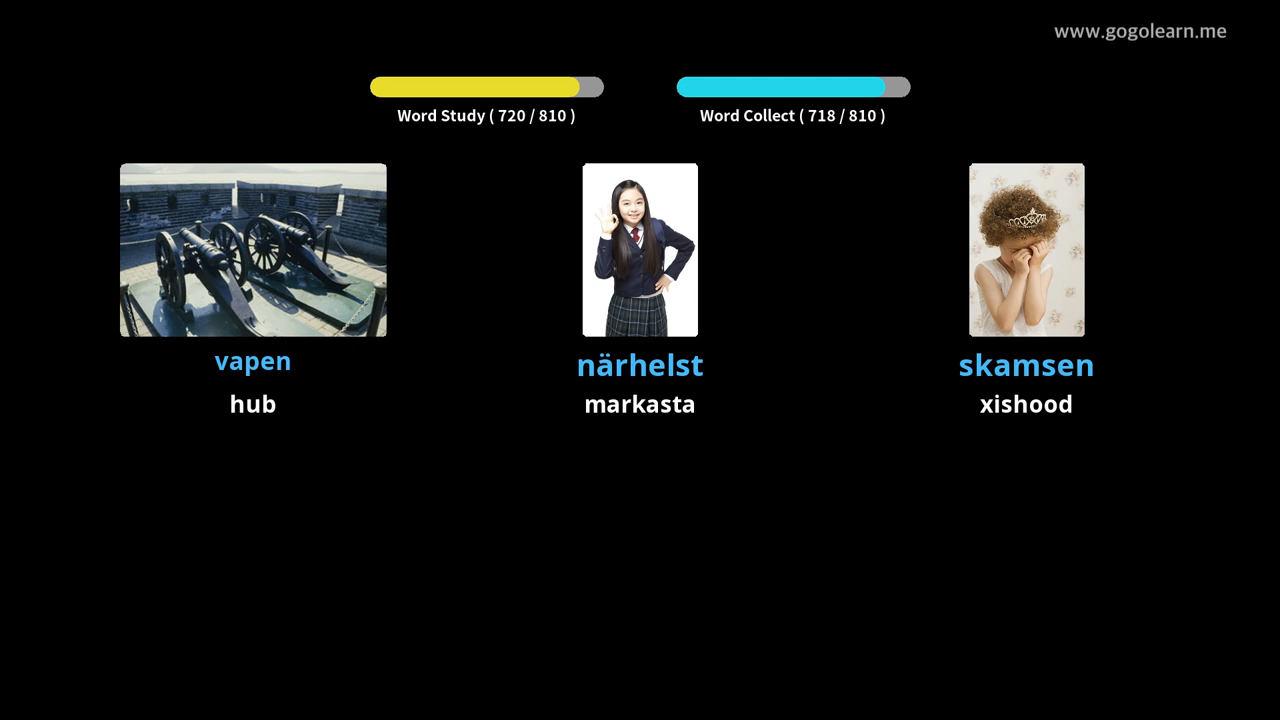 www.gogolearn.me
Word Study ( 720 / 810 )
Word Collect ( 718 / 810 )
vapen
närhelst
skamsen
hub
markasta
xishood